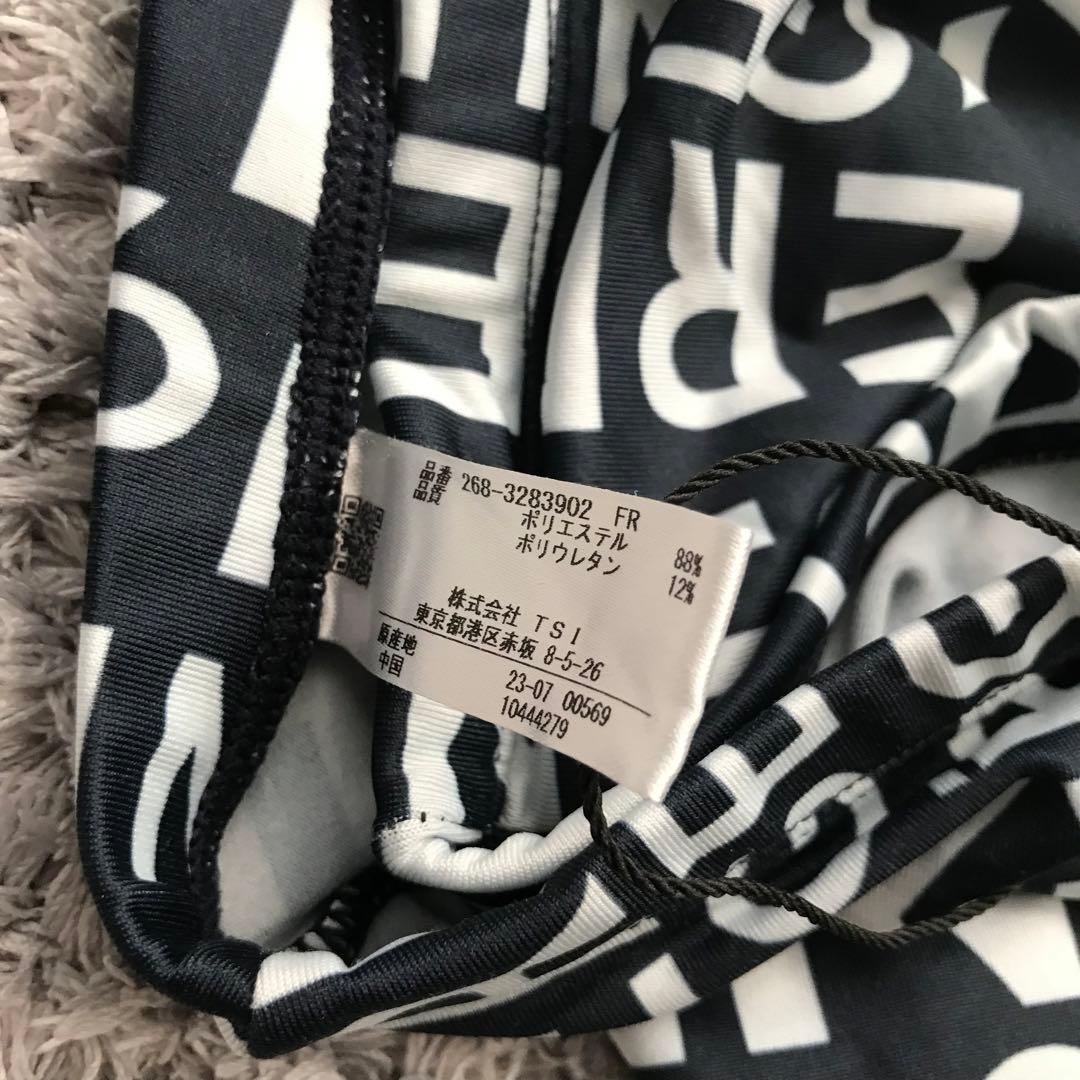 品番 268-3283902 FR
品質 ポリエステル 88%
ポリウレタン 12%
株式会社 TSI
東京都港区赤坂 8-5-26
原産地 23-07 00569
中国 10444279